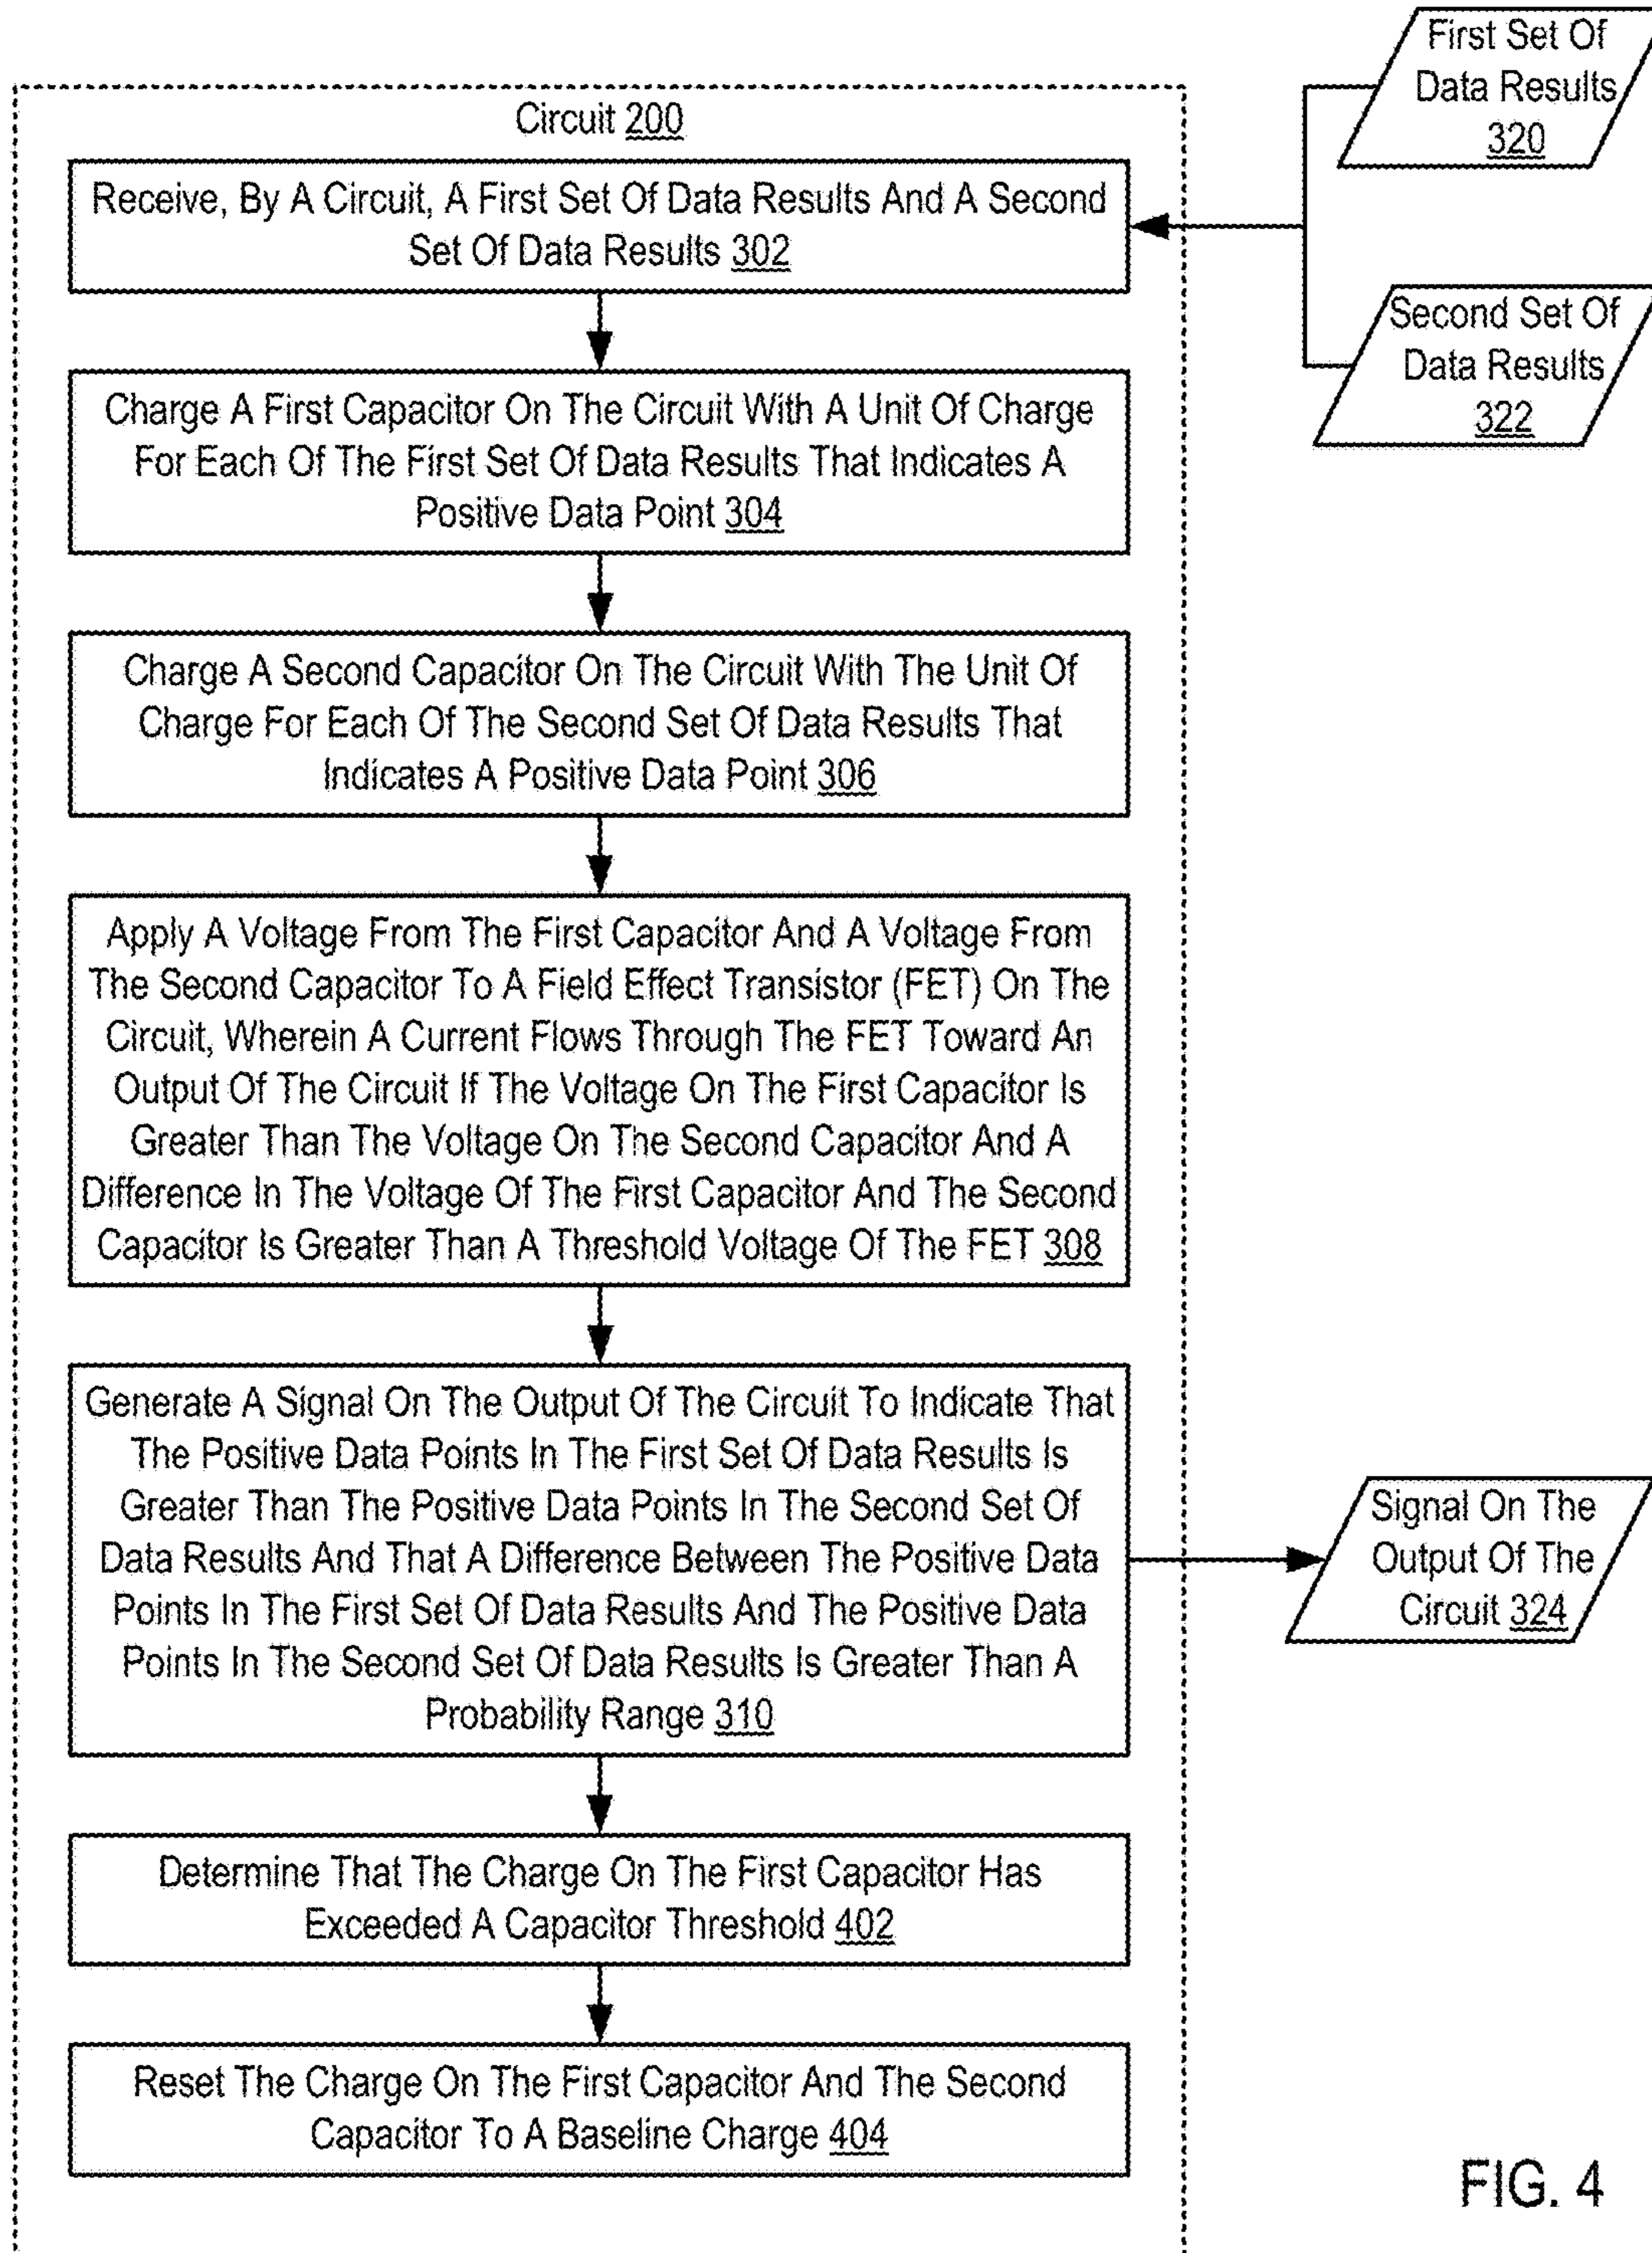 First Set Of
Data Results
320
Circuit 200
Receive, By A Circuit, A First Set Of Data Results And A Second
Set Of Data Results 302
Second Set Of
Data Results
322
Charge A First Capacitor On The Circuit With A Unit Of Charge
For Each Of The First Set Of Data Results That Indicates A
Positive Data Point 304
Charge A Second Capacitor On The Circuit With The Unit Of
Charge For Each Of The Second Set Of Data Results That
Indicates A Positive Data Point 306
Apply A Voltage From The First Capacitor And A Voltage From
The Second Capacitor To A Field Effect Transistor (FET) On The
Circuit, Wherein A Current Flows Through The FET Toward An
Output Of The Circuit If The Voltage On The First Capacitor Is
Greater Than The Voltage On The Second Capacitor And A
Difference In The Voltage Of The First Capacitor And The Second
Capacitor Is Greater Than A Threshold Voltage Of The FET 308
Generate A Signal On The Output Of The Circuit To Indicate That
The Positive Data Points In The First Set Of Data Results Is
Greater Than The Positive Data Points In The Second Set Of
Data Results And That A Difference Between The Positive Data
Points In The First Set Of Data Results And The Positive Data
Points In The Second Set Of Data Results Is Greater Than A
Probability Range 310
Signal On The
Output Of The
Circuit 324
Determine That The Charge On The First Capacitor Has
Exceeded A Capacitor Threshold 402
Reset The Charge On The First Capacitor And The Second
Capacitor To A Baseline Charge 404
FIG. 4